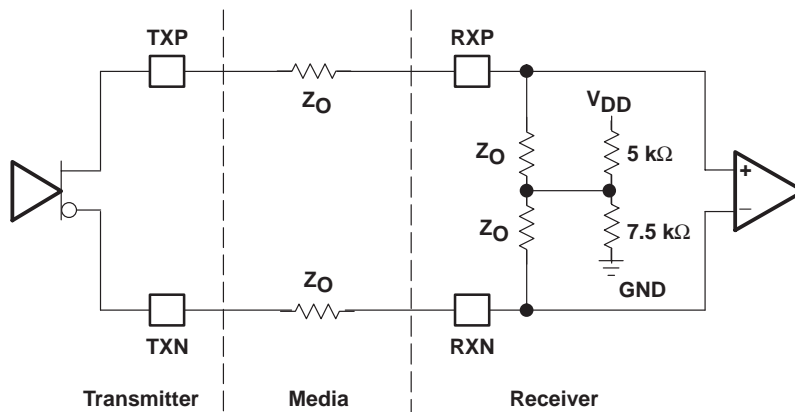 TXP
RXP
ZO
VDD
ZO
5 kΩ
+
ZO
7.5 kΩ
−
ZO
GND
TXN
RXN
Transmitter
Media
Receiver